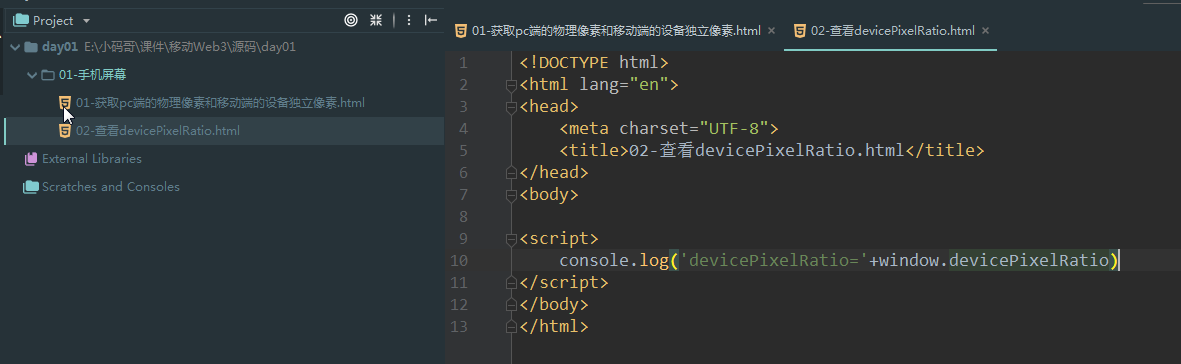 Project
day01 E:\小码哥\课件\移动Web3\源码\day01
01-手机屏幕
01-获取pc端的物理像素和移动端的设备独立像素.html
02-查看devicePixelRatio.html
External Libraries
Scratches and Consoles
01-获取pc端的物理像素和移动端的设备独立像素.html × 02-查看devicePixelRatio.html ×
1 <!DOCTYPE html>
2 <html lang="en">
3 <head>
4 <meta charset="UTF-8">
5 <title>02-查看devicePixelRatio.html</title>
6 </head>
7 <body>
8
9 <script>
10 console.log('devicePixelRatio='+window.devicePixelRatio)
11 </script>
12 </body>
13 </html>